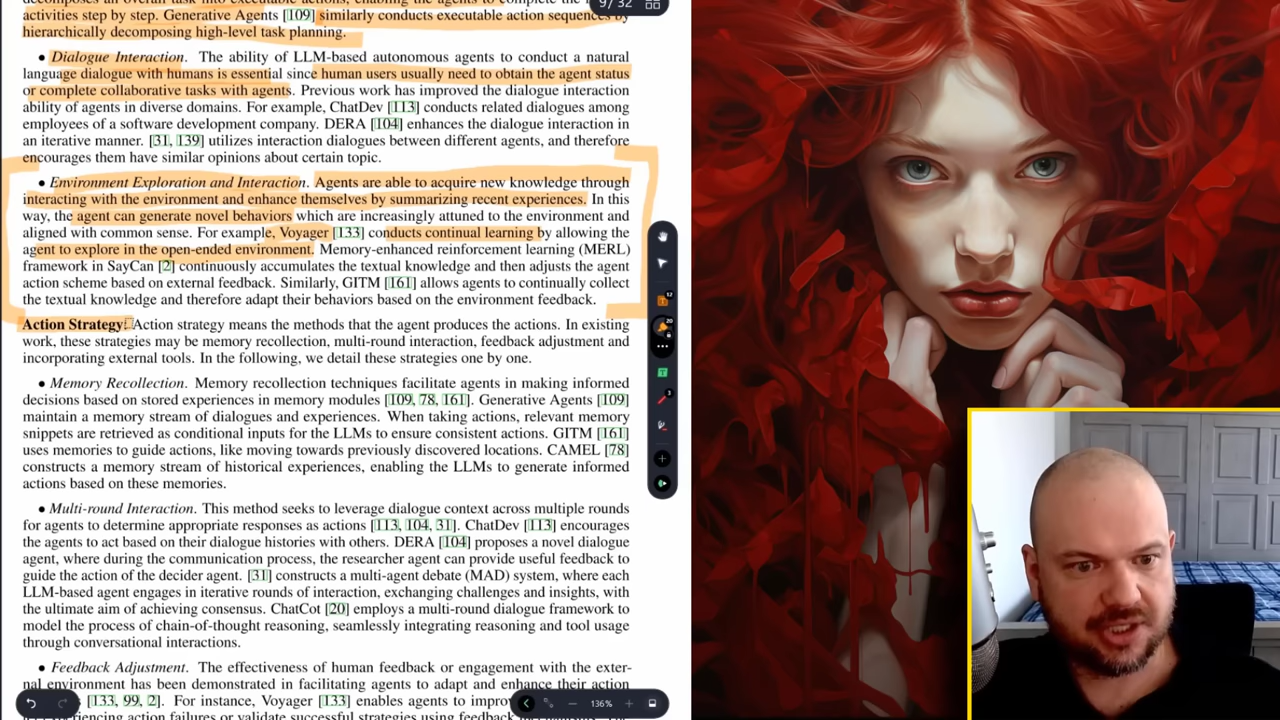 decomposes an overall task into executable actions, enabling the agents to complete the
activities step by step. Generative Agents [109] similarly conducts executable action sequences by
hierarchically decomposing high-level task planning.
9/32
• Dialogue Interaction. The ability of LLM-based autonomous agents to conduct a natural
language dialogue with humans is essential since human users usually need to obtain the agent status
or complete collaborative tasks with agents. Previous work has improved the dialogue interaction
ability of agents in diverse domains. For example, ChatDev [113] conducts related dialogues among
employees of a software development company. DERA [104] enhances the dialogue interaction in
an iterative manner. [31, 139] utilizes interaction dialogues between different agents, and therefore
encourages them have similar opinions about certain topic.
• Environment Exploration and Interaction. Agents are able to acquire new knowledge through
interacting with the environment and enhance themselves by summarizing recent experiences. In this
way, the agent can generate novel behaviors which are increasingly attuned to the environment and
aligned with common sense. For example, Voyager [133] conducts continual learning by allowing the
agent to explore in the open-ended environment. Memory-enhanced reinforcement learning (MERL)
framework in SayCan [2] continuously accumulates the textual knowledge and then adjusts the agent
action scheme based on external feedback. Similarly, GITM [161] allows agents to continually collect
the textual knowledge and therefore adapt their behaviors based on the environment feedback.
Action Strategy: Action strategy means the methods that the agent produces the actions. In existing
work, these strategies may be memory recollection, multi-round interaction, feedback adjustment and
incorporating external tools. In the following, we detail these strategies one by one.
• Memory Recollection. Memory recollection techniques facilitate agents in making informed
decisions based on stored experiences in memory modules [109, 78, 161]. Generative Agents [109]
maintain a memory stream of dialogues and experiences. When taking actions, relevant memory
snippets are retrieved as conditional inputs for the LLMs to ensure consistent actions. GITM [161]
uses memories to guide actions, like moving towards previously discovered locations. CAMEL [78]
constructs a memory stream of historical experiences, enabling the LLMs to generate informed
actions based on these memories.
• Multi-round Interaction. This method seeks to leverage dialogue context across multiple rounds
for agents to determine appropriate responses as actions [113, 104, 31]. ChatDev [113] encourages
the agents to act based on their dialogue histories with others. DERA [104] proposes a novel dialogue
agent, where during the communication process, the researcher agent can provide useful feedback to
guide the action of the decider agent. [31] constructs a multi-agent debate (MAD) system, where each
LLM-based agent engages in iterative rounds of interaction, exchanging challenges and insights, with
the ultimate aim of achieving consensus. ChatCot [20] employs a multi-round dialogue framework to
model the process of chain-of-thought reasoning, seamlessly integrating reasoning and tool usage
through conversational interactions.
• Feedback Adjustment. The effectiveness of human feedback or engagement with the exter-
nal environment has been demonstrated in facilitating agents to adapt and enhance their action
[133, 99, 2]. For instance, Voyager [133] enables agents to
136%
action failures or validate successful strategies using feedback